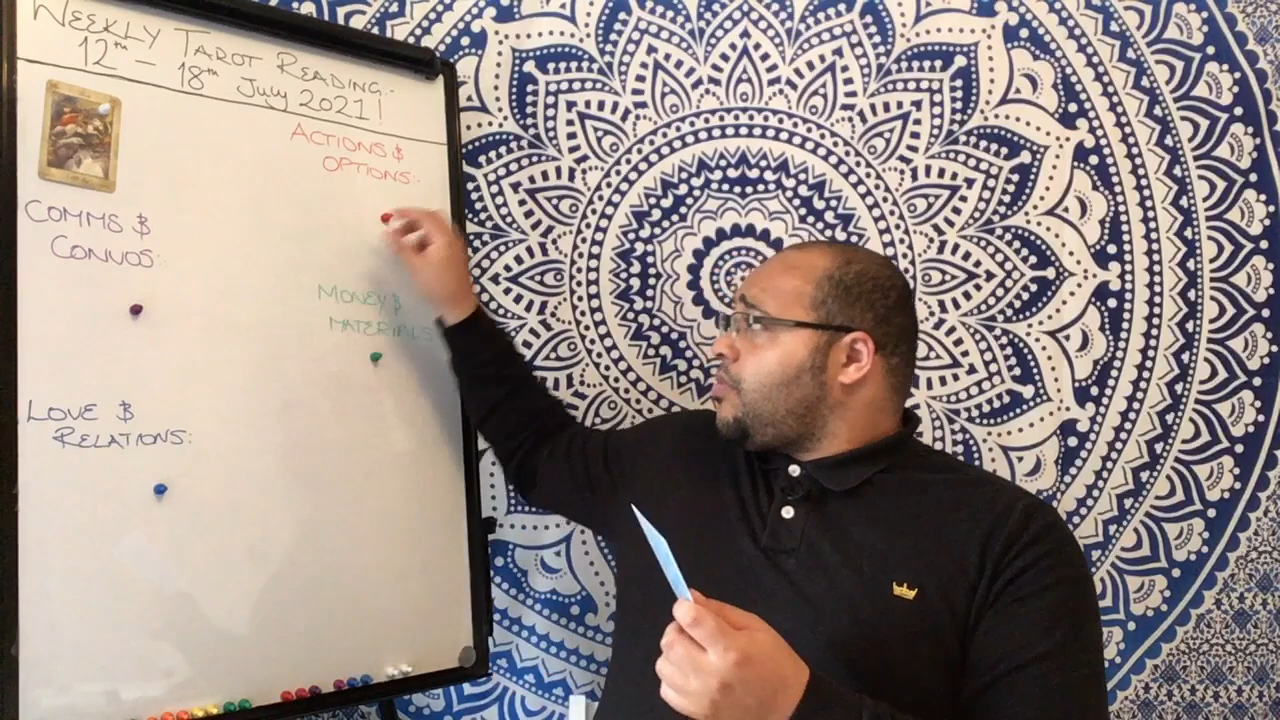 WEEKLY TAROT READING:-
12th - 18th July 2021!
ACTIONS &
OPTIONS:-
COMMS &
CONVOS:-
MONEY &
MATERIALS
LOVE &
RELATIONS: